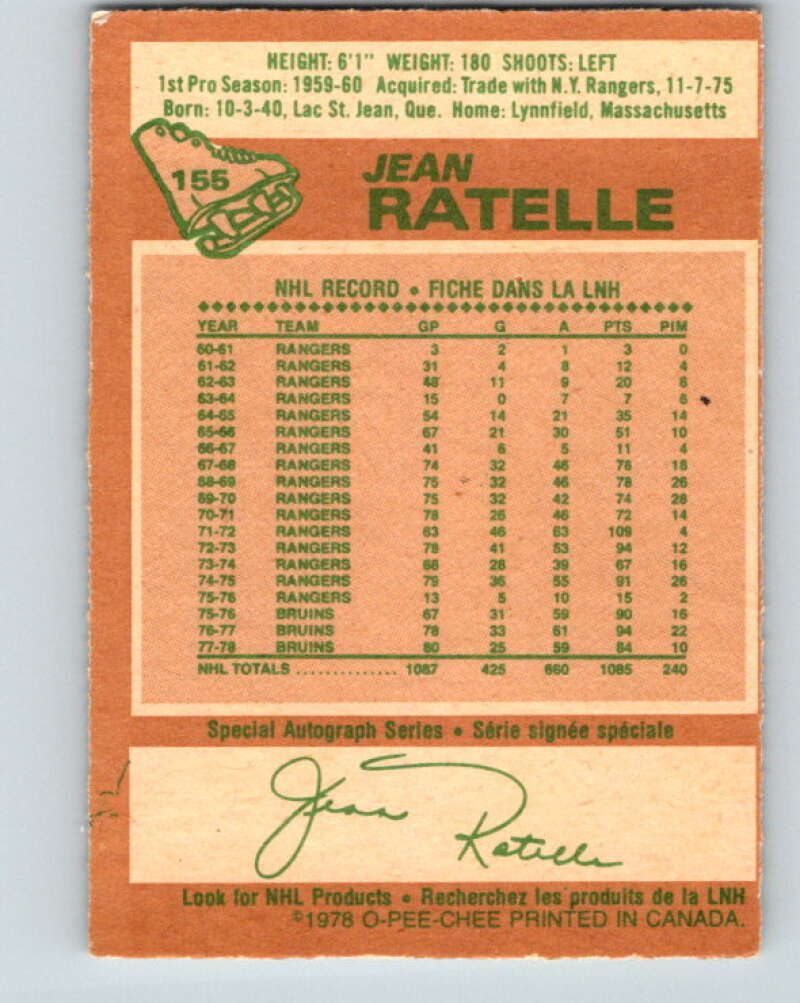 HEIGHT: 6'1" WEIGHT: 180 SHOOTS: LEFT
1st Pro Season: 1959-60 Acquired: Trade with N.Y. Rangers, 11-7-75
Born: 10-3-40, Lac St. Jean, Que. Home: Lynnfield, Massachusetts
155
JEAN
RATELLE
NHL RECORD • FICHE DANS LA LNH
YEAR TEAM GP G A PTS PIM
60-61 RANGERS 3 2 1 3 0
61-62 RANGERS 31 4 8 12 4
62-63 RANGERS 48 11 9 20 6
63-64 RANGERS 15 0 7 7 6
64-65 RANGERS 54 14 21 35 14
65-66 RANGERS 67 21 30 51 10
66-67 RANGERS 41 6 5 11 4
67-68 RANGERS 74 32 46 78 18
68-69 RANGERS 75 32 46 78 26
69-70 RANGERS 75 32 42 74 28
70-71 RANGERS 78 26 46 72 14
71-72 RANGERS 63 46 63 109 4
72-73 RANGERS 78 41 53 94 12
73-74 RANGERS 68 28 39 67 16
74-75 RANGERS 79 36 55 91 26
75-76 RANGERS 13 5 10 15 2
75-76 BRUINS 67 31 59 90 16
76-77 BRUINS 78 33 61 94 22
77-78 BRUINS 80 25 59 84 10
NHL TOTALS .............. 1087 425 660 1085 240
Special Autograph Series • Série signée spéciale
Jean Ratelle
Look for NHL Products • Recherchez les produits de la LNH
©1978 O-PEE-CHEE PRINTED IN CANADA.